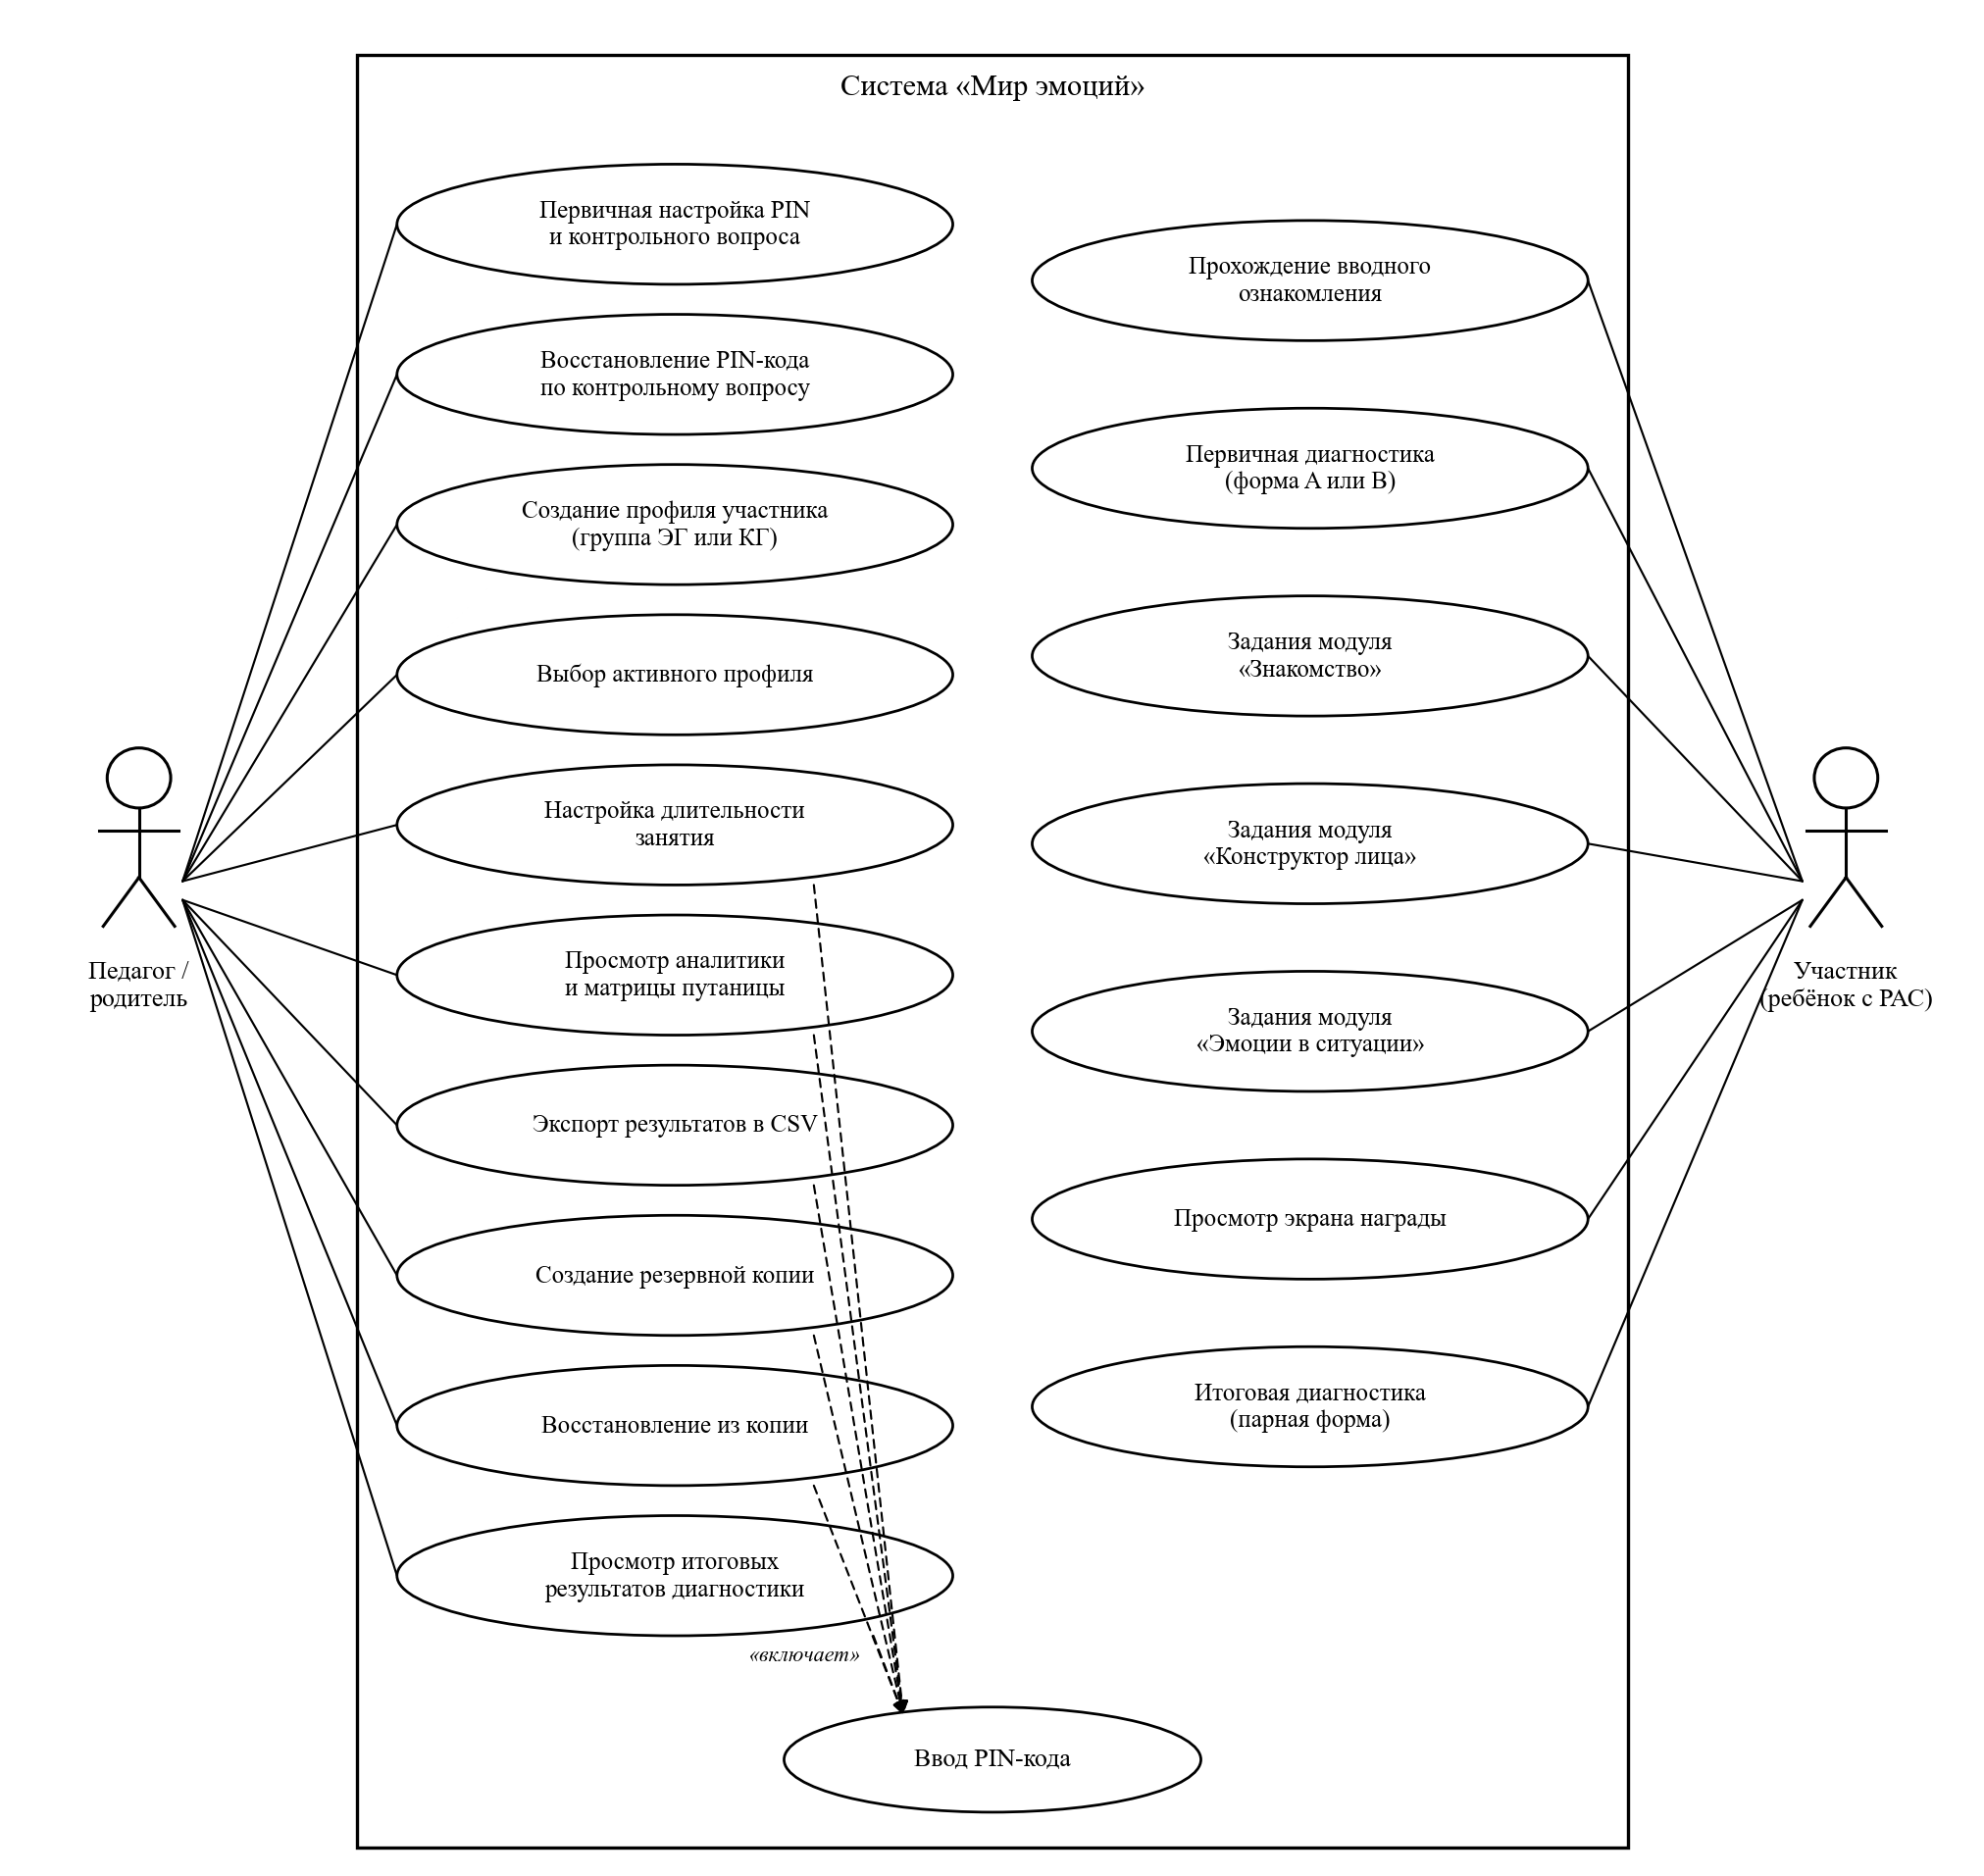 Система «Мир эмоций»
Первичная настройка PIN
и контрольного вопроса
Восстановление PIN-кода
по контрольному вопросу
Создание профиля участника
(группа ЭГ или КГ)
Выбор активного профиля
Настройка длительности
занятия
Просмотр аналитики
и матрицы путаницы
Экспорт результатов в CSV
Создание резервной копии
Восстановление из копии
Просмотр итоговых
результатов диагностики
«включает»
Ввод PIN-кода
Прохождение вводного
ознакомления
Первичная диагностика
(форма A или B)
Задания модуля
«Знакомство»
Задания модуля
«Конструктор лица»
Задания модуля
«Эмоции в ситуации»
Просмотр экрана награды
Итоговая диагностика
(парная форма)
Педагог /
родитель
Участник
(ребёнок с РАС)